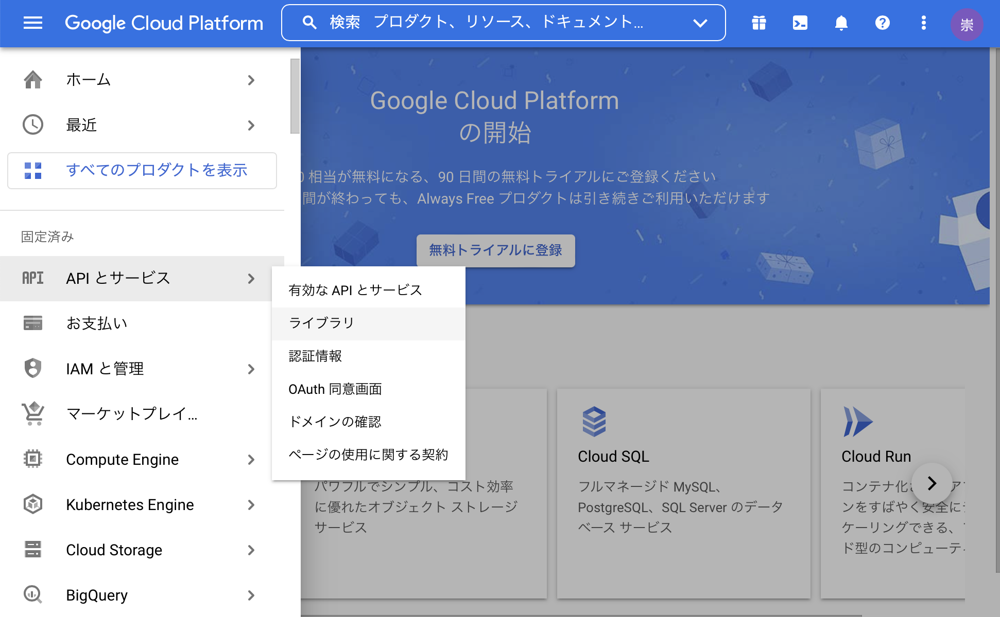 Google Cloud Platform
検索 プロダクト、リソース、ドキュメント...
崇
ホーム
最近
すべてのプロダクトを表示
固定済み
API
API とサービス
お支払い
IAM と管理
マーケットプレイ...
Compute Engine
Kubernetes Engine
Cloud Storage
BigQuery
有効な API とサービス
ライブラリ
認証情報
OAuth 同意画面
ドメインの確認
ページの使用に関する契約
Google Cloud Platform
の開始
相当が無料になる、90 日間の無料トライアルにご登録ください
間が終わっても、Always Free プロダクトは引き続きご利用いただけます
無料トライアルに登録
パワフルでシンプル、コスト効率
に優れたオブジェクト ストレージ
サービス
Cloud SQL
フルマネージド MySQL、
PostgreSQL、SQL Server のデータ
ベース サービス
Cloud Run
コンテナ化
ンをすばやく安全に
ケーリングできる、
ド型のコンピューテ